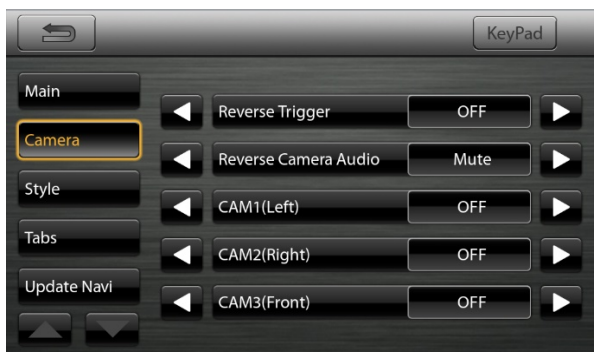 KeyPad
Main
Camera
Style
Tabs
Update Navi
Reverse Trigger OFF
Reverse Camera Audio Mute
CAM1(Left) OFF
CAM2(Right) OFF
CAM3(Front) OFF